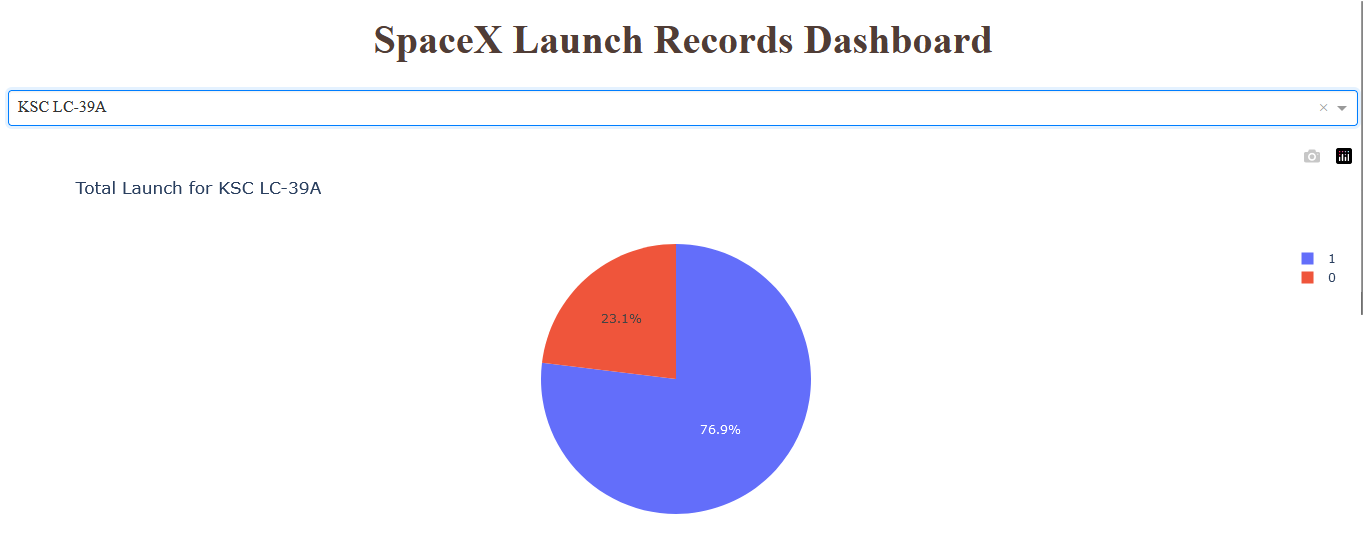 SpaceX Launch Records Dashboard
KSC LC-39A
Total Launch for KSC LC-39A
1
0
23.1%
76.9%